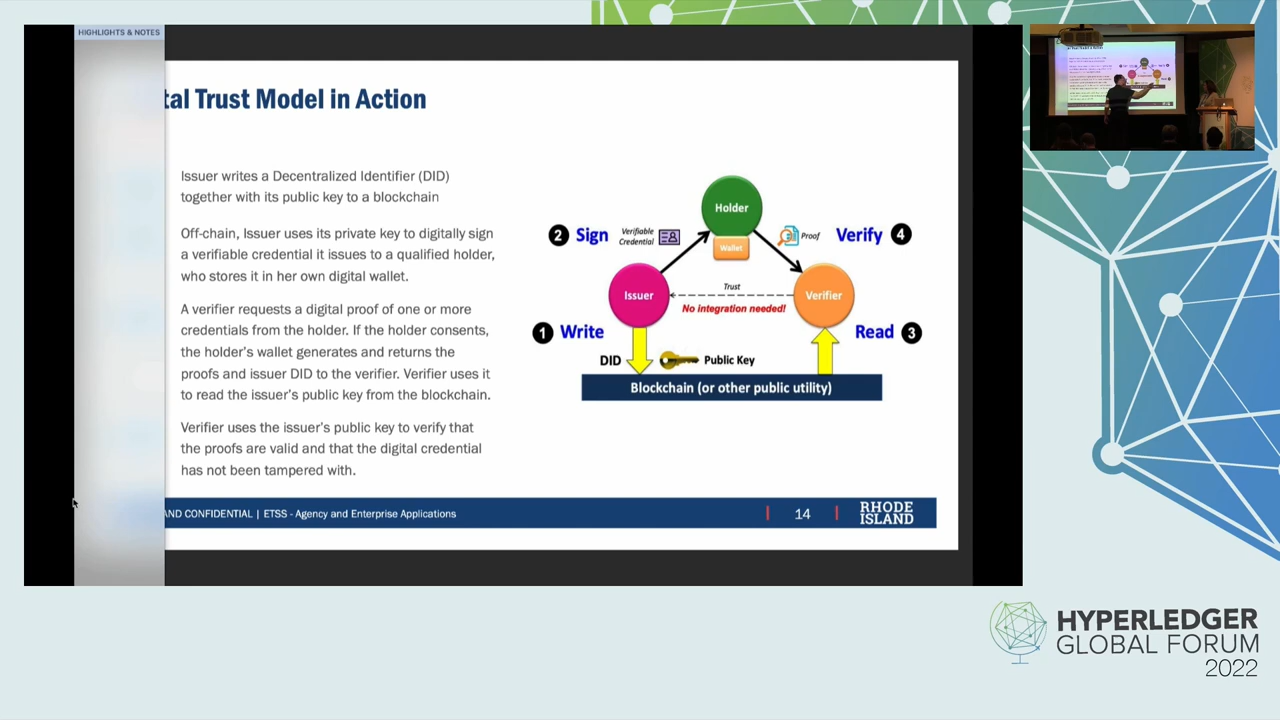 HIGHLIGHTS & NOTES
tal Trust Model in Action
Issuer writes a Decentralized Identifier (DID)
together with its public key to a blockchain
Off-chain, Issuer uses its private key to digitally sign
a verifiable credential it issues to a qualified holder,
who stores it in her own digital wallet.
A verifier requests a digital proof of one or more
credentials from the holder. If the holder consents,
the holder's wallet generates and returns the
proofs and issuer DID to the verifier. Verifier uses it
to read the issuer's public key from the blockchain.
Verifier uses the issuer's public key to verify that
the proofs are valid and that the digital credential
has not been tampered with.
Holder
Wallet
2 Sign
Verifiable
Credential
Proof
Verify 4
Issuer
Trust
No integration needed!
Verifier
1 Write
Read 3
DID
Public Key
Blockchain (or other public utility)
ND CONFIDENTIAL | ETSS - Agency and Enterprise Applications
| 14 |
RHODE
ISLAND
HYPERLEDGER
GLOBAL FORUM
2022